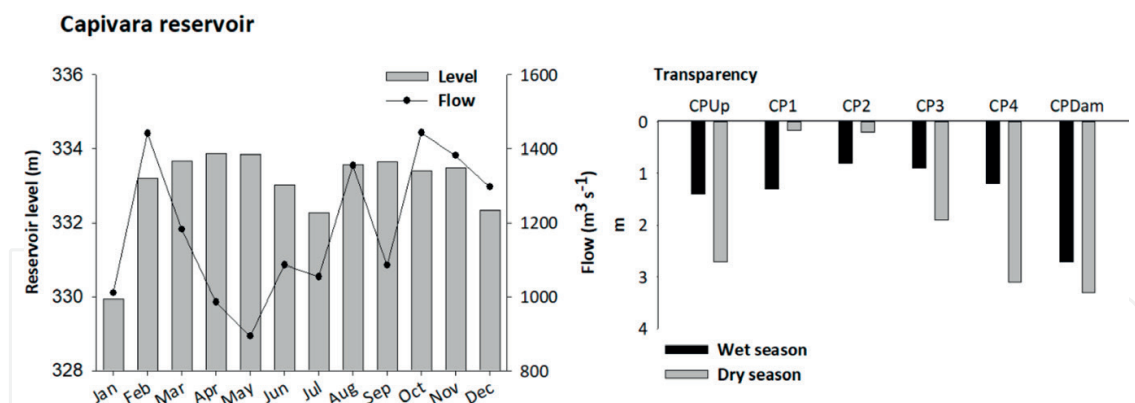 Capivara reservoir
336
334
332
330
328
Reservoir level (m)
Level
Flow
1600
1400
1200
1000
800
Flow (m³ s⁻¹)
Jan
Feb
Mar
Apr
May
Jun
Jul
Aug
Sep
Oct
Nov
Dec
Transparency
CPUp CP1 CP2 CP3 CP4 CPDam
0
1
2
3
4
m
Wet season
Dry season